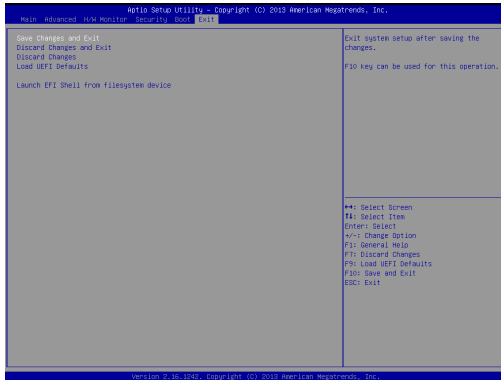 Aptio Setup Utility – Copyright (C) 2013 American Megatrends, Inc.
Main Advanced H/W Monitor Security Boot Exit
Save Changes and Exit
Discard Changes and Exit
Discard Changes
Load UEFI Defaults
Launch EFI Shell from filesystem device
Exit system setup after saving the
changes.
F10 key can be used for this operation.
↔: Select Screen
↑↓: Select Item
Enter: Select
+/-: Change Option
F1: General Help
F7: Discard Changes
F9: Load UEFI Defaults
F10: Save and Exit
ESC: Exit
Version 2.16.1242. Copyright (C) 2013 American Megatrends, Inc.